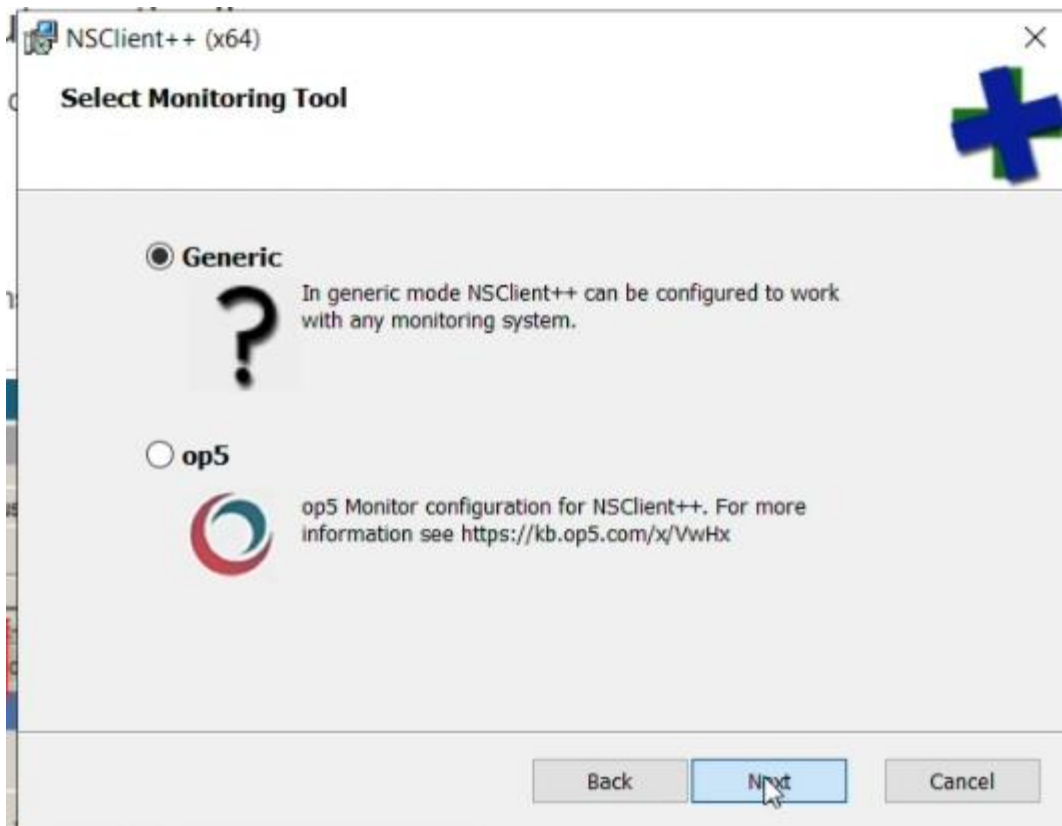 NSClient++ (x64)
Select Monitoring Tool
Generic
In generic mode NSClient++ can be configured to work
with any monitoring system.
op5
op5 Monitor configuration for NSClient++. For more
information see https://kb.op5.com/x/VwHx
Back
Next
Cancel